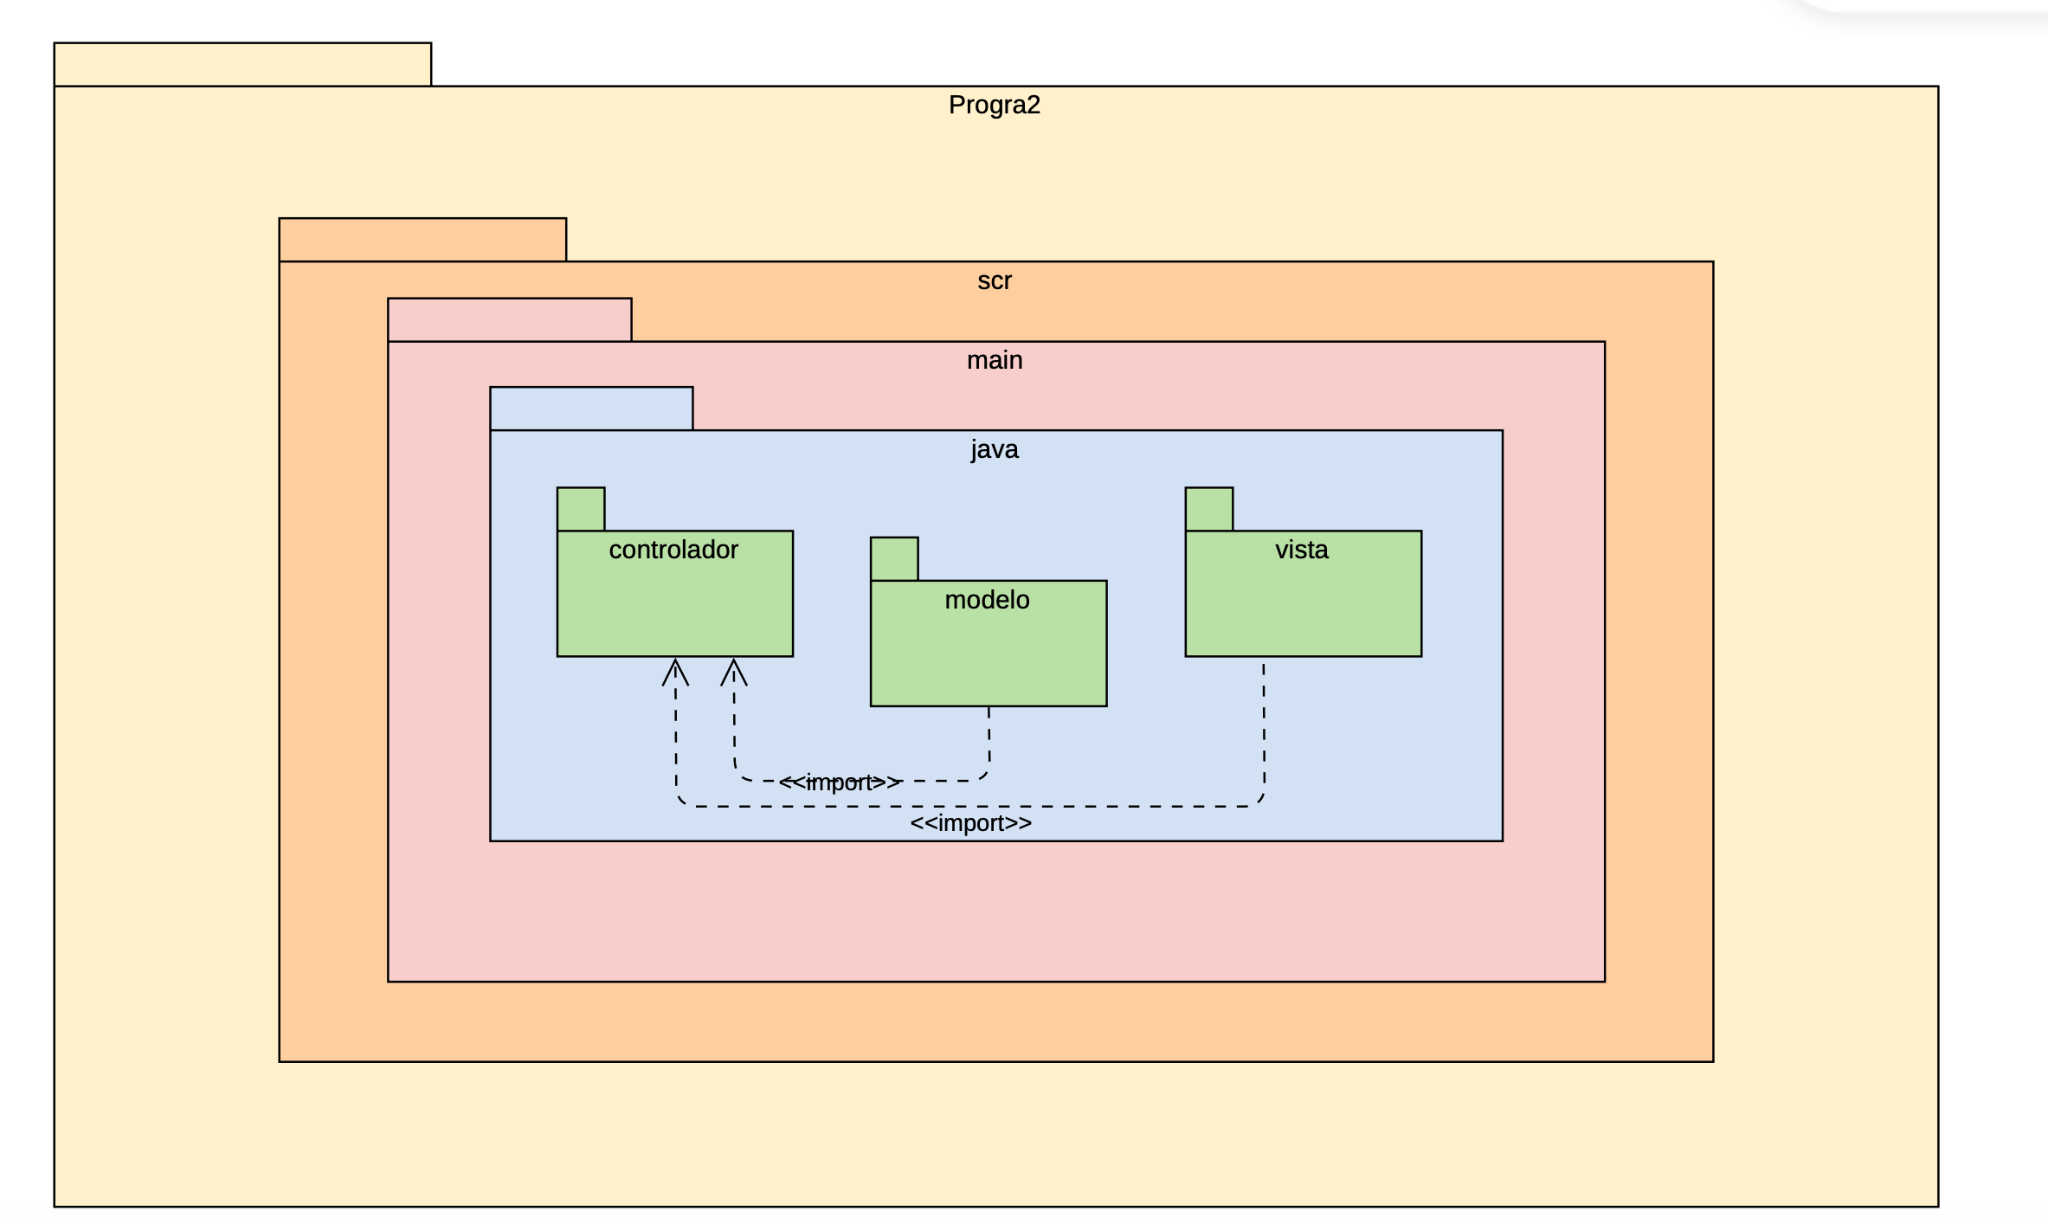 Progra2
scr
main
java
controlador
modelo
vista
<<import>>
<<import>>